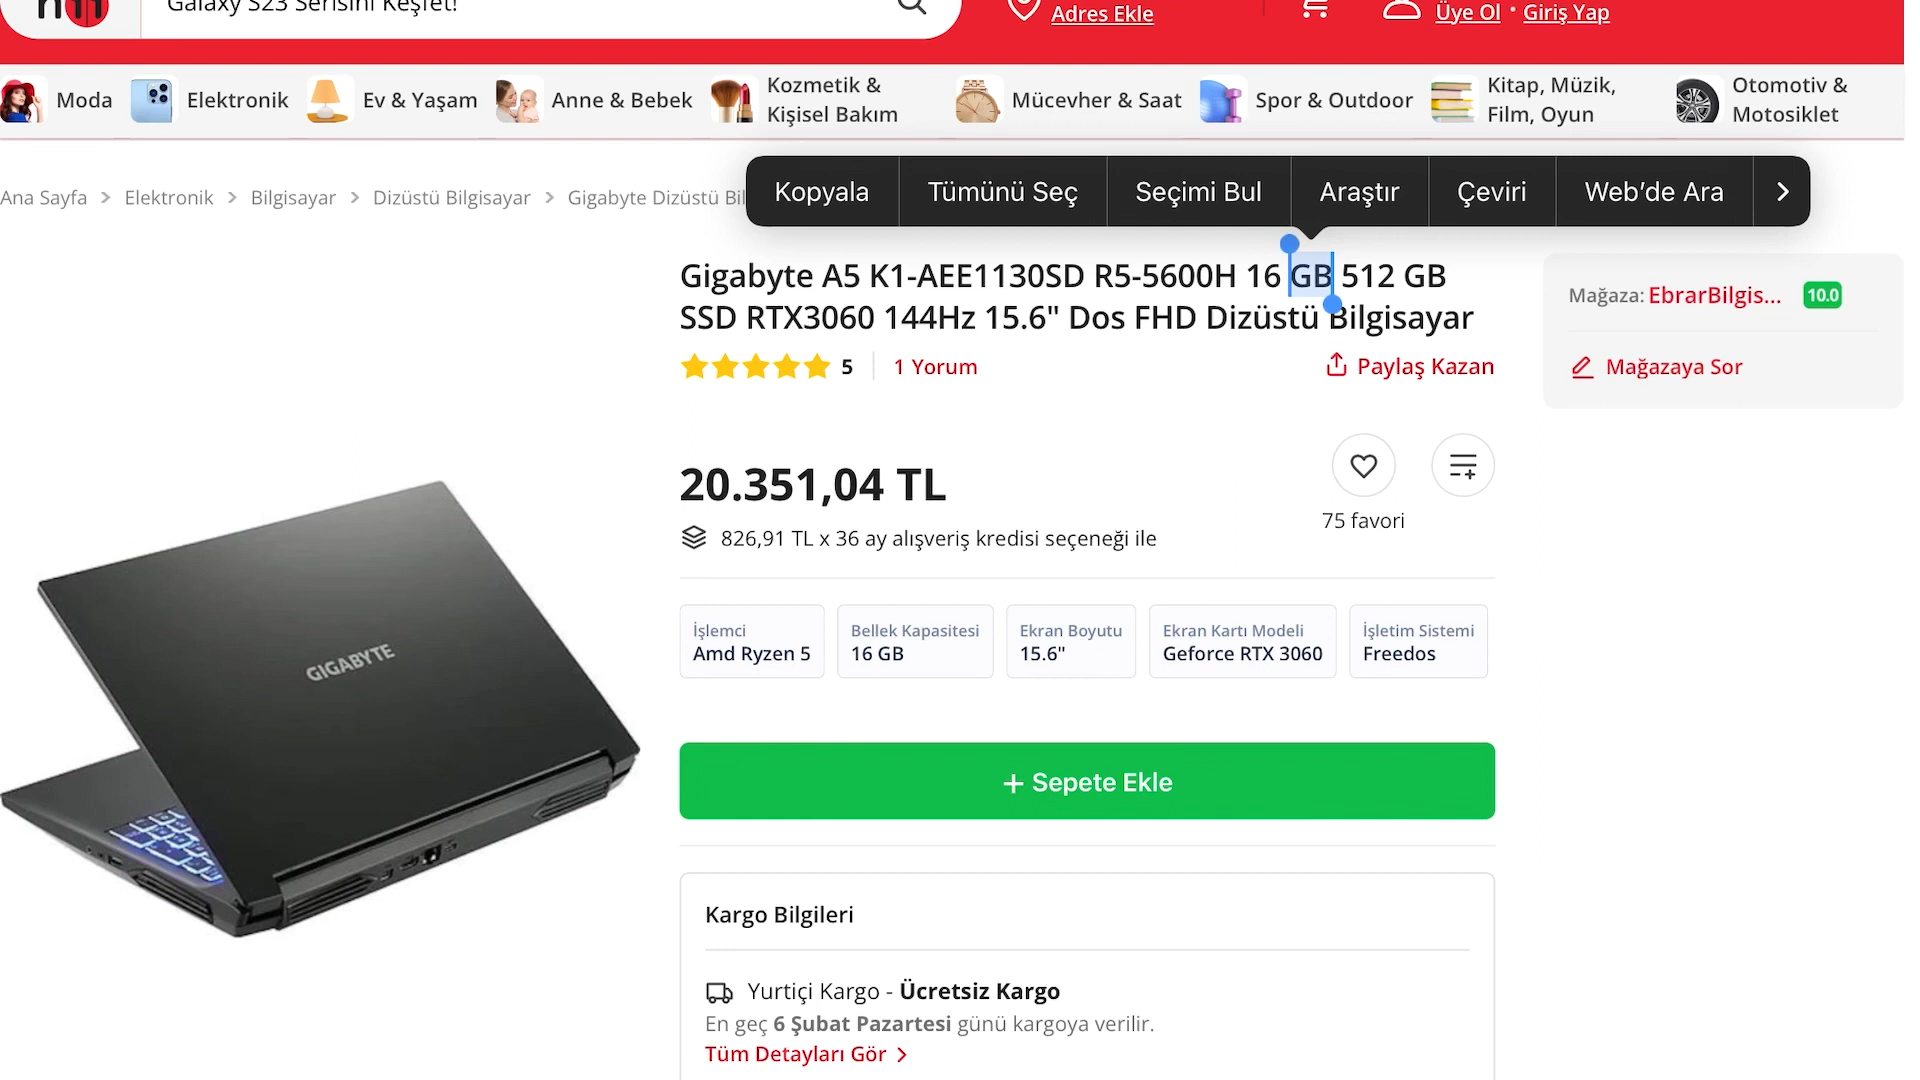 n11
Galaxy S23 Serisini Keşfet!
Adres Ekle
Üye Ol • Giriş Yap
Moda
Elektronik
Ev & Yaşam
Anne & Bebek
Kozmetik &
Kişisel Bakım
Mücevher & Saat
Spor & Outdoor
Kitap, Müzik,
Film, Oyun
Otomotiv &
Motosiklet
Kopyala
Tümünü Seç
Seçimi Bul
Araştır
Çeviri
Web’de Ara
Ana Sayfa > Elektronik > Bilgisayar > Dizüstü Bilgisayar > Gigabyte Dizüstü Bil
Gigabyte A5 K1-AEE1130SD R5-5600H 16 GB 512 GB
SSD RTX3060 144Hz 15.6" Dos FHD Dizüstü Bilgisayar
5
1 Yorum
Paylaş Kazan
Mağaza: EbrarBilgis... 10.0
Mağazaya Sor
20.351,04 TL
75 favori
826,91 TL x 36 ay alışveriş kredisi seçeneği ile
İşlemci
Amd Ryzen 5
Bellek Kapasitesi
16 GB
Ekran Boyutu
15.6"
Ekran Kartı Modeli
Geforce RTX 3060
İşletim Sistemi
Freedos
GIGABYTE
+ Sepete Ekle
Kargo Bilgileri
Yurtiçi Kargo - Ücretsiz Kargo
En geç 6 Şubat Pazartesi günü kargoya verilir.
Tüm Detayları Gör >